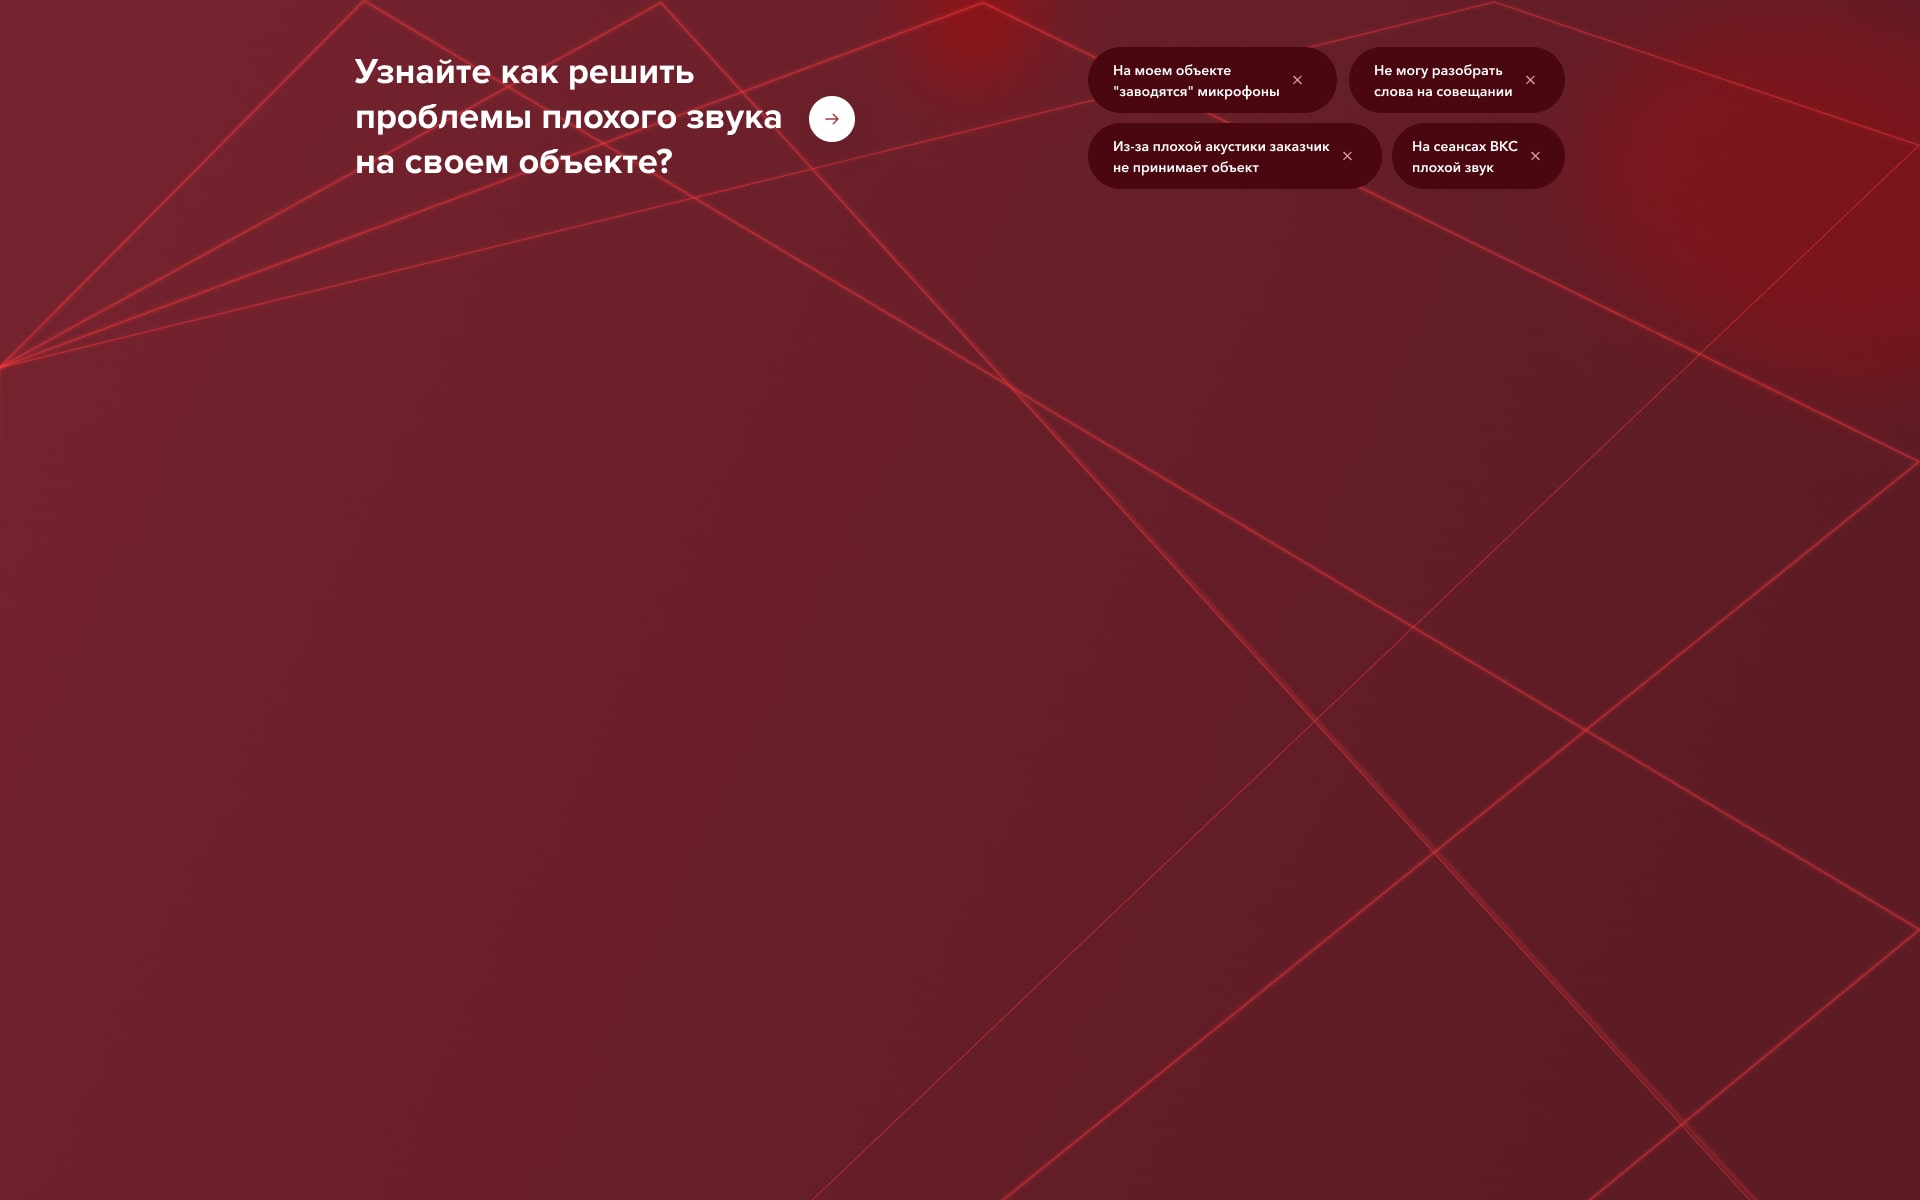 Узнайте как решить
проблемы плохого звука
на своем объекте?
На моем объекте
"заводятся" микрофоны
Не могу разобрать
слова на совещании
Из-за плохой акустики заказчик
не принимает объект
На сеансах ВКС
плохой звук